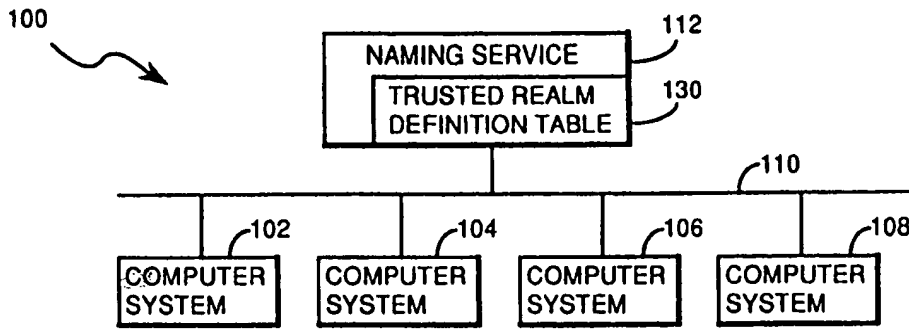 100
NAMING SERVICE
112
TRUSTED REALM
DEFINITION TABLE
130
110
102
104
106
108
COMPUTER
SYSTEM
COMPUTER
SYSTEM
COMPUTER
SYSTEM
COMPUTER
SYSTEM